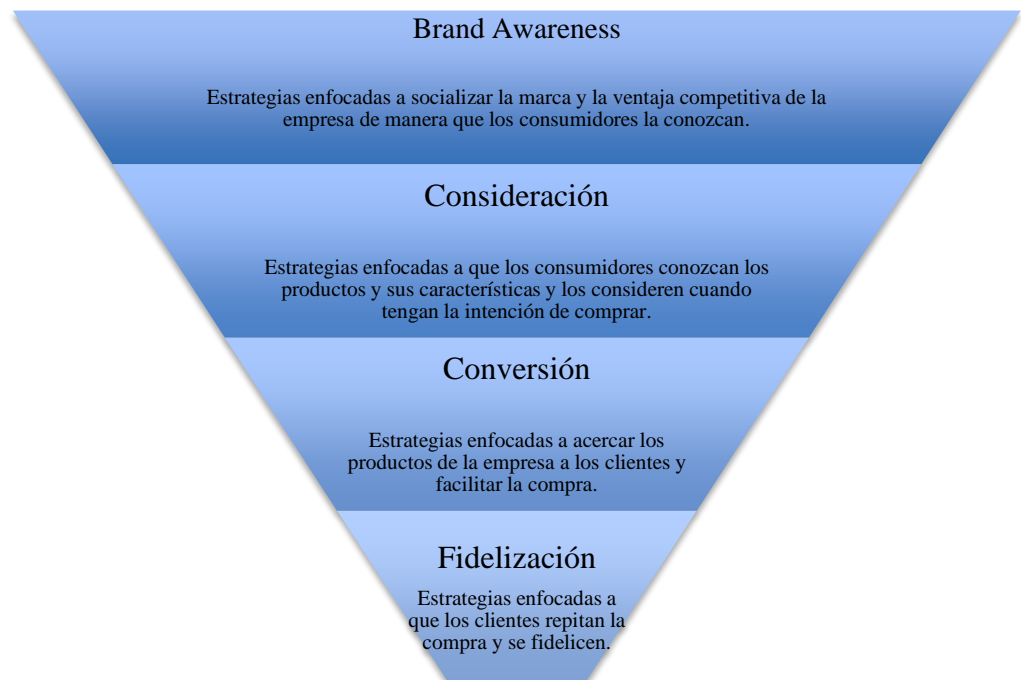 Brand Awareness
Estrategias enfocadas a socializar la marca y la ventaja competitiva de la
empresa de manera que los consumidores la conozcan.
Consideración
Estrategias enfocadas a que los consumidores conozcan los
productos y sus características y los consideren cuando
tengan la intención de comprar.
Conversión
Estrategias enfocadas a acercar los
productos de la empresa a los clientes y
facilitar la compra.
Fidelización
Estrategias enfocadas a
que los clientes repitan la
compra y se fidelicen.